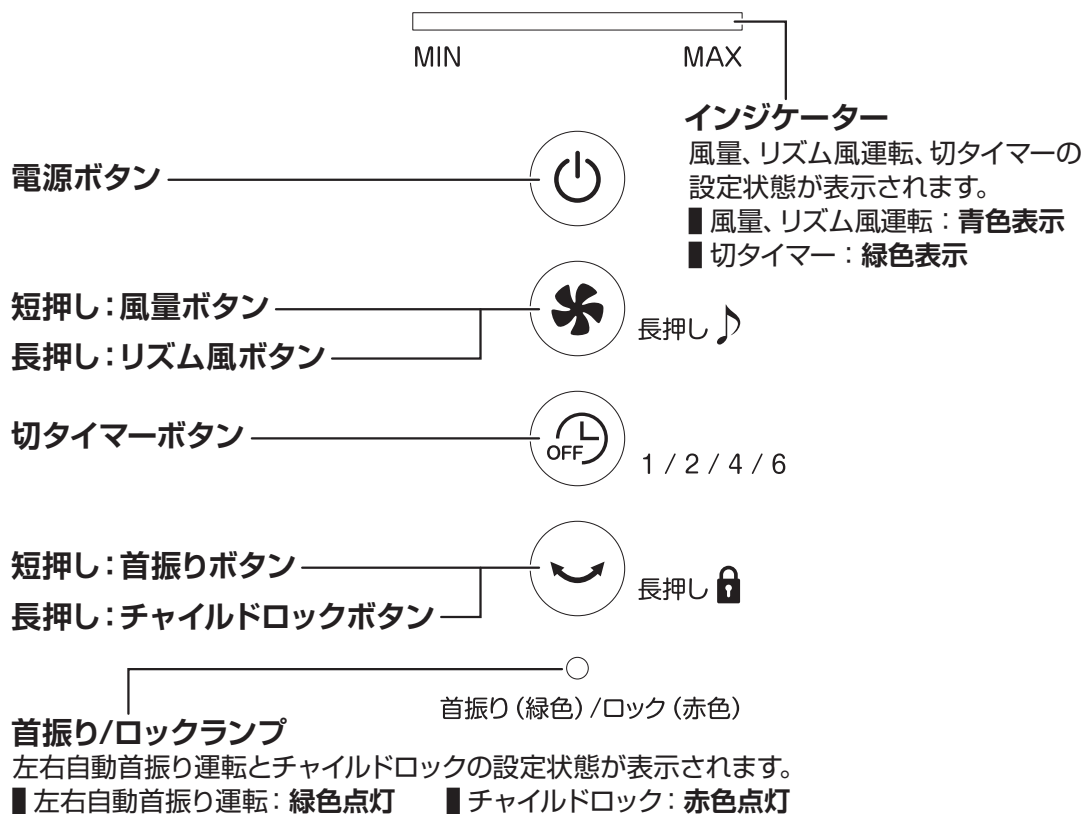 MIN MAX
インジケーター
風量、リズム風運転、切タイマーの
設定状態が表示されます。
■風量、リズム風運転：青色表示
■切タイマー：緑色表示
電源ボタン
短押し：風量ボタン
長押し：リズム風ボタン
長押し♪
切タイマーボタン
OFF
1 / 2 / 4 / 6
短押し：首振りボタン
長押し：チャイルドロックボタン
長押し
首振り（緑色）/ロック（赤色）
首振り/ロックランプ
左右自動首振り運転とチャイルドロックの設定状態が表示されます。
■左右自動首振り運転：緑色点灯 ■チャイルドロック：赤色点灯